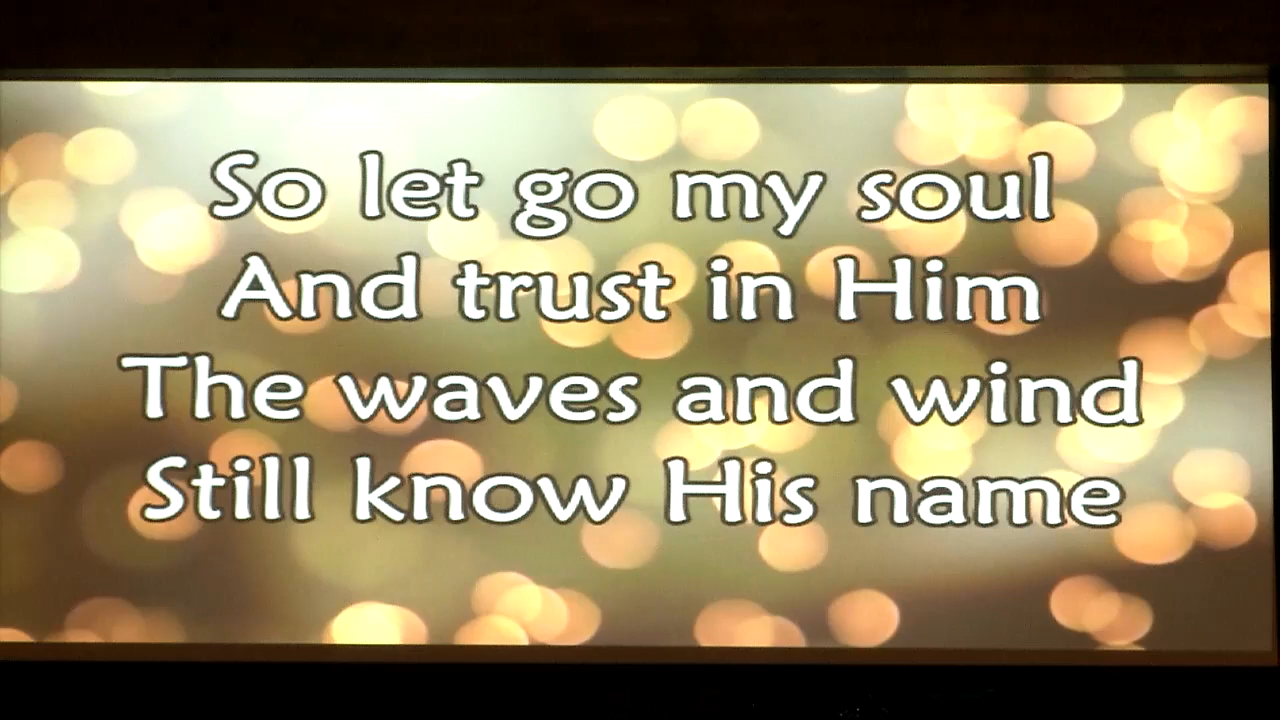 So let go my soul
And trust in Him
The waves and wind
Still know His name